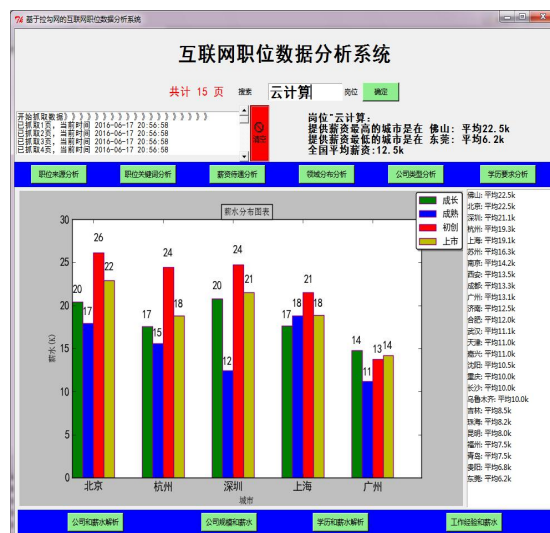 基于拉勾网的互联网职位数据分析系统
互联网职位数据分析系统
共计 15 页 搜索 云计算 岗位 确定
开始抓取数据》》》》》》》》》》》》》》》》》》
已抓取1页，当前时间 2016-06-17 20:56:58
已抓取2页，当前时间 2016-06-17 20:56:58
已抓取3页，当前时间 2016-06-17 20:56:58
已抓取4页，当前时间 2016-06-17 20:56:58
清空
岗位"云计算:
提供薪资最高的城市是在 佛山: 平均22.5k
提供薪资最低的城市是在 东莞: 平均6.2k
全国平均薪资:12.5k
职位来源分析 职位关键词分析 薪资待遇分析 领域分布分析 公司类型分析 学历要求分析
薪水分布图表
成长
成熟
初创
上市
薪水(K)
30
25
20
15
10
5
0
20 17 26 22
17 15 24 18
20 12 24 21
17 18 21 18
14 11 13 14
北京 杭州 深圳 上海 广州
城市
佛山: 平均22.5k
北京: 平均22.5k
深圳: 平均21.1k
杭州: 平均19.3k
上海: 平均19.1k
苏州: 平均16.3k
南京: 平均14.2k
西安: 平均13.5k
成都: 平均13.3k
广州: 平均13.1k
济南: 平均12.5k
合肥: 平均12.0k
武汉: 平均11.1k
天津: 平均11.0k
嘉兴: 平均11.0k
沈阳: 平均10.5k
重庆: 平均10.0k
长沙: 平均10.0k
乌鲁木齐: 平均10.0k
吉林: 平均8.5k
珠海: 平均8.2k
昆明: 平均8.0k
福州: 平均7.5k
青岛: 平均7.5k
贵阳: 平均6.8k
东莞: 平均6.2k
公司和薪水解析 公司规模和薪水 学历和薪水解析 工作经验和薪水